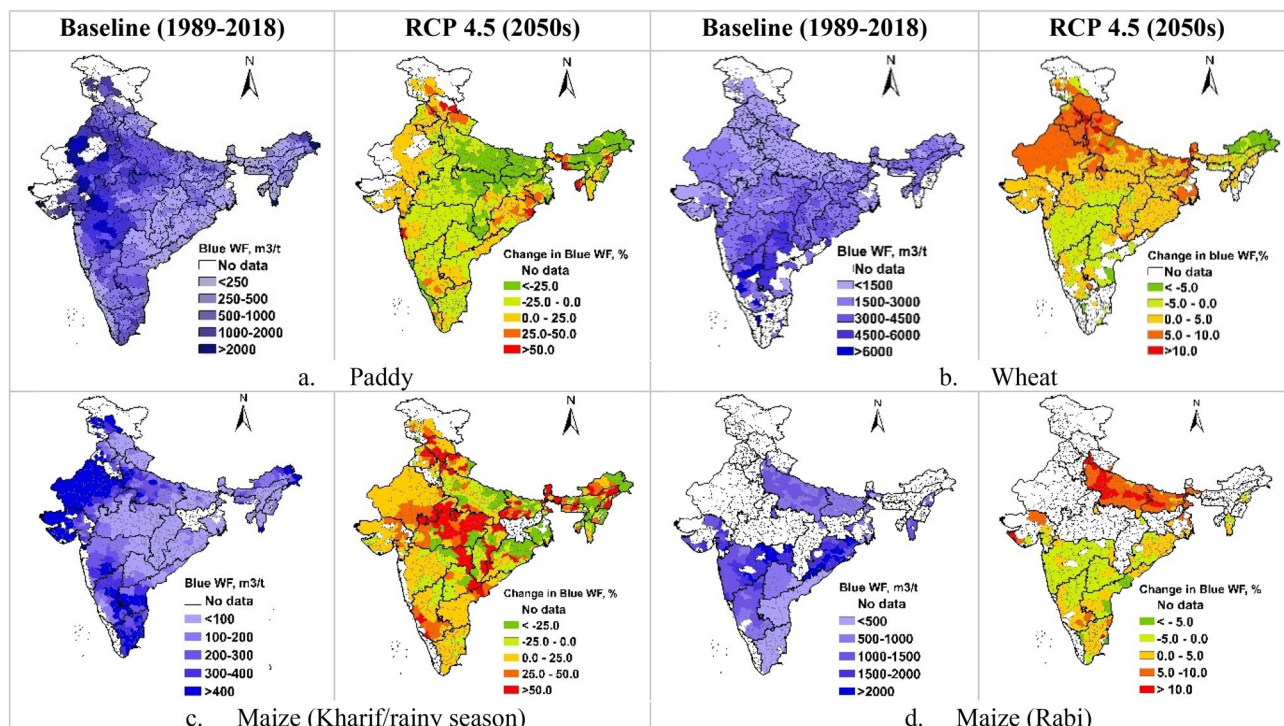 Baseline (1989-2018)
RCP 4.5 (2050s)
Baseline (1989-2018)
RCP 4.5 (2050s)
N
Blue WF, m3/t
No data
<250
250-500
500-1000
1000-2000
>2000
N
Change in Blue WF, %
No data
<-25.0
-25.0 - 0.0
0.0 - 25.0
25.0-50.0
>50.0
a. Paddy
N
Blue WF, m3/t
No data
<1500
1500-3000
3000-4500
4500-6000
>6000
N
Change in blue WF,%
No data
< -5.0
-5.0 - 0.0
0.0 - 5.0
5.0 - 10.0
>10.0
b. Wheat
N
Blue WF, m3/t
No data
<100
100-200
200-300
300-400
>400
N
Change in Blue WF, %
No data
< -25.0
-25.0 - 0.0
0.0 - 25.0
25.0 - 50.0
>50.0
c. Maize (Kharif/rainy season)
N
Blue WF, m3/t
No data
<500
500-1000
1000-1500
1500-2000
>2000
N
Change in Blue WF, %
No data
< - 5.0
-5.0 - 0.0
0.0 - 5.0
5.0 -10.0
> 10.0
d. Maize (Rabi)